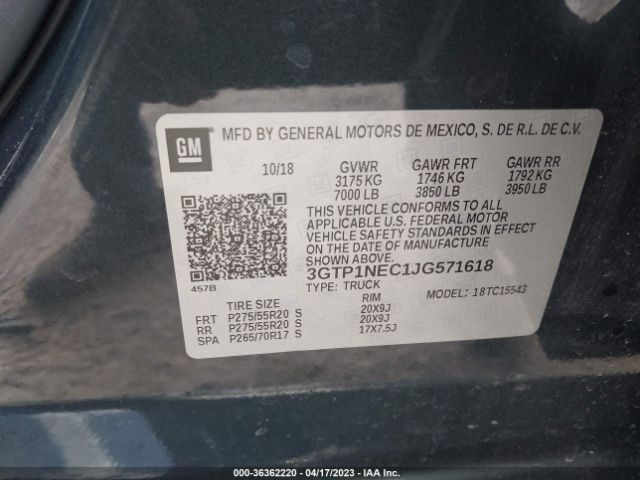 GM
MFD BY GENERAL MOTORS DE MEXICO, S. DE R.L. DE C.V.
10/18 GVWR GAWR FRT GAWR RR
3175 KG 1746 KG 1792 KG
7000 LB 3850 LB 3950 LB
THIS VEHICLE CONFORMS TO ALL
APPLICABLE U.S. FEDERAL MOTOR
VEHICLE SAFETY STANDARDS IN EFFECT
ON THE DATE OF MANUFACTURE
SHOWN ABOVE.
3GTP1NEC1JG571618
457B TYPE: TRUCK MODEL: 18TC15543
TIRE SIZE RIM
FRT P275/55R20 S 20X9J
RR P275/55R20 S 20X9J
SPA P265/70R17 S 17X7.5J
000-36362220 - 04/17/2023 - IAA Inc.